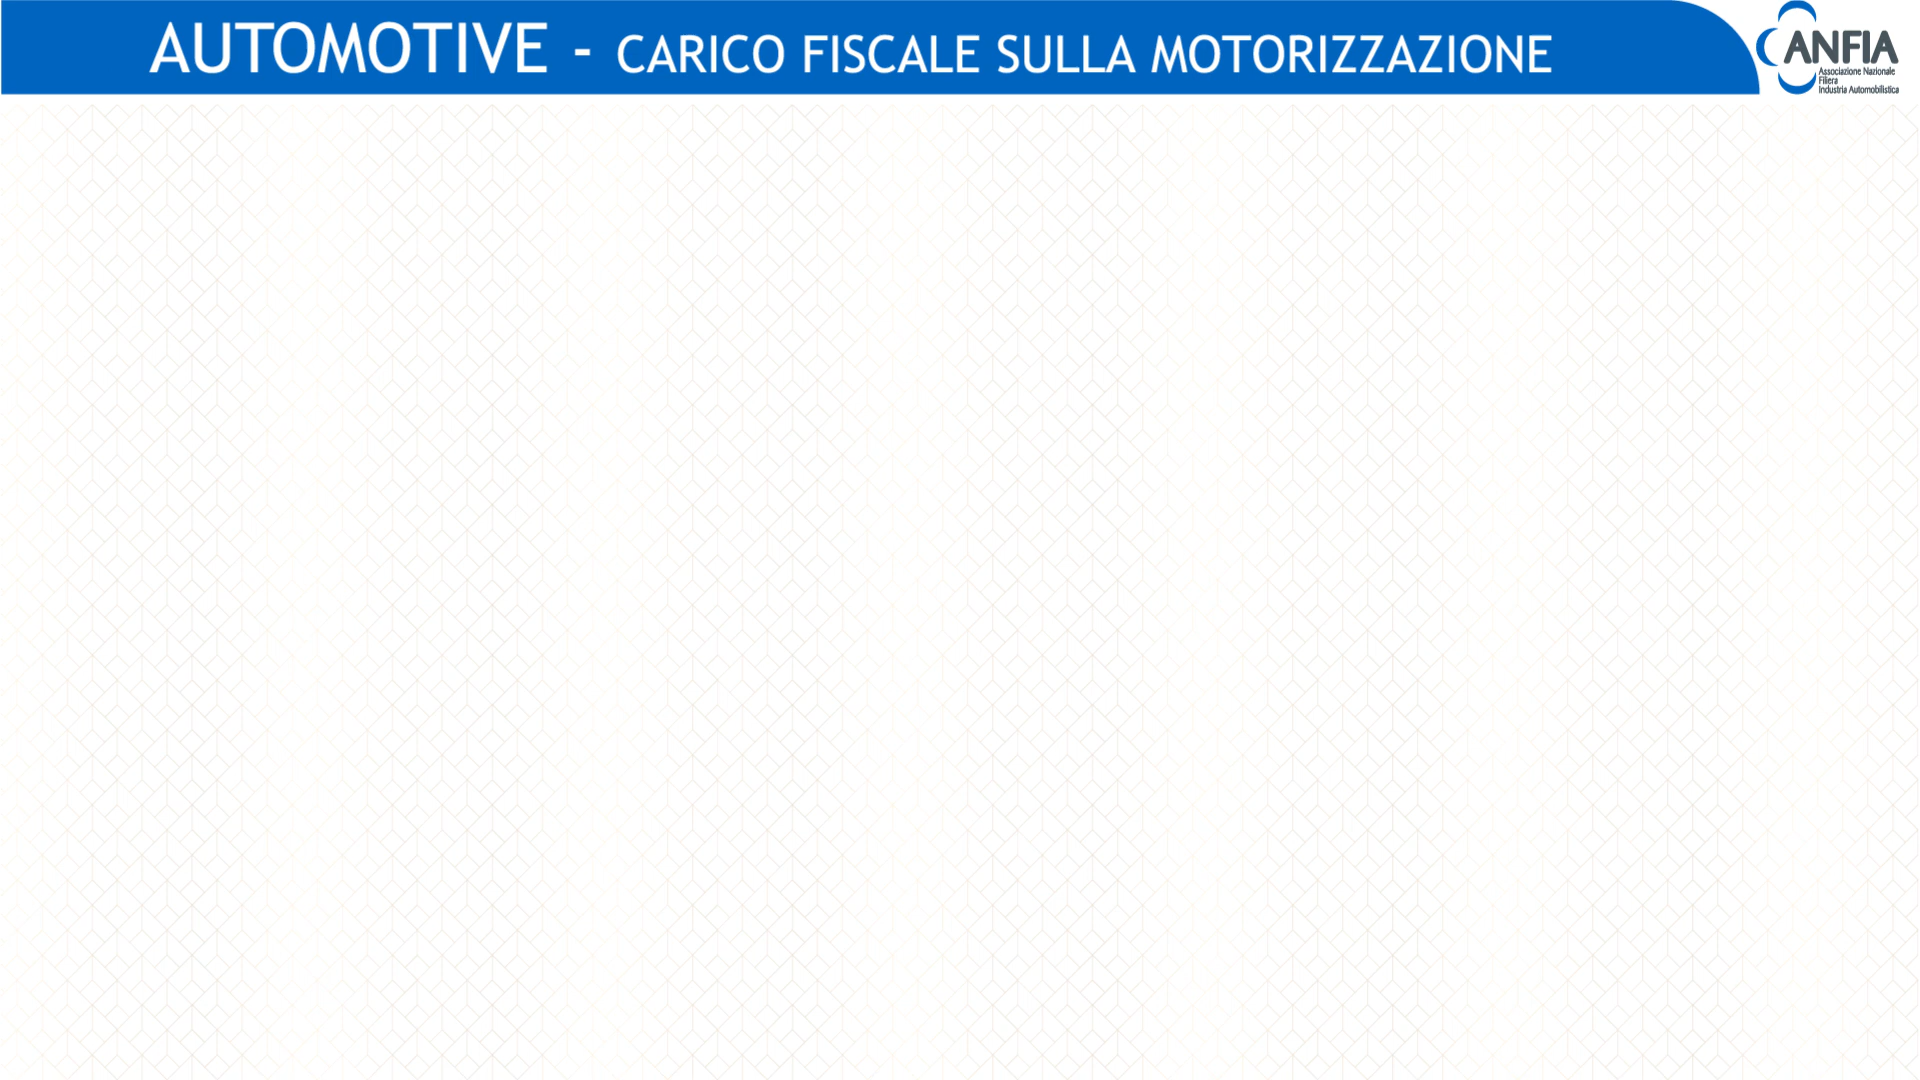 AUTOMOTIVE - CARICO FISCALE SULLA MOTORIZZAZIONE
ANFIA
Associazione Nazionale
Filiera
Industria Automobilistica